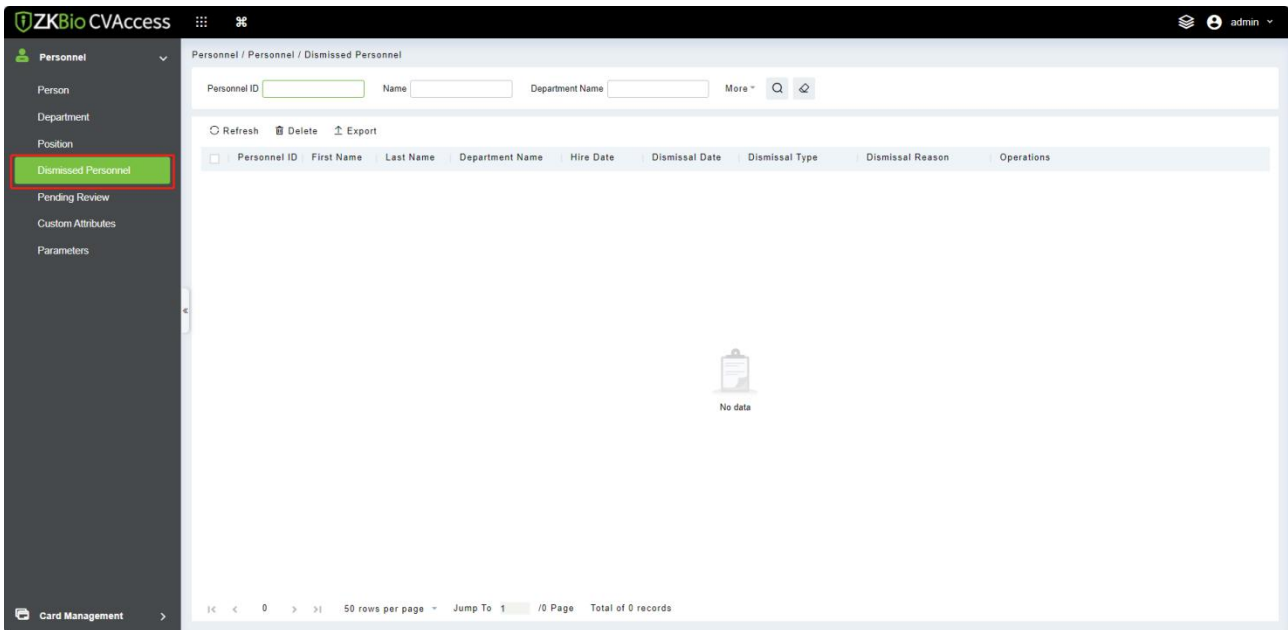 ZKBio CVAccess
admin
Personnel
Person
Department
Position
Dismissed Personnel
Pending Review
Custom Attributes
Parameters
Card Management
Personnel / Personnel / Dismissed Personnel
Personnel ID Name Department Name More
Refresh Delete Export
Personnel ID First Name Last Name Department Name Hire Date Dismissal Date Dismissal Type Dismissal Reason Operations
No data
0 50 rows per page Jump To 1 /0 Page Total of 0 records